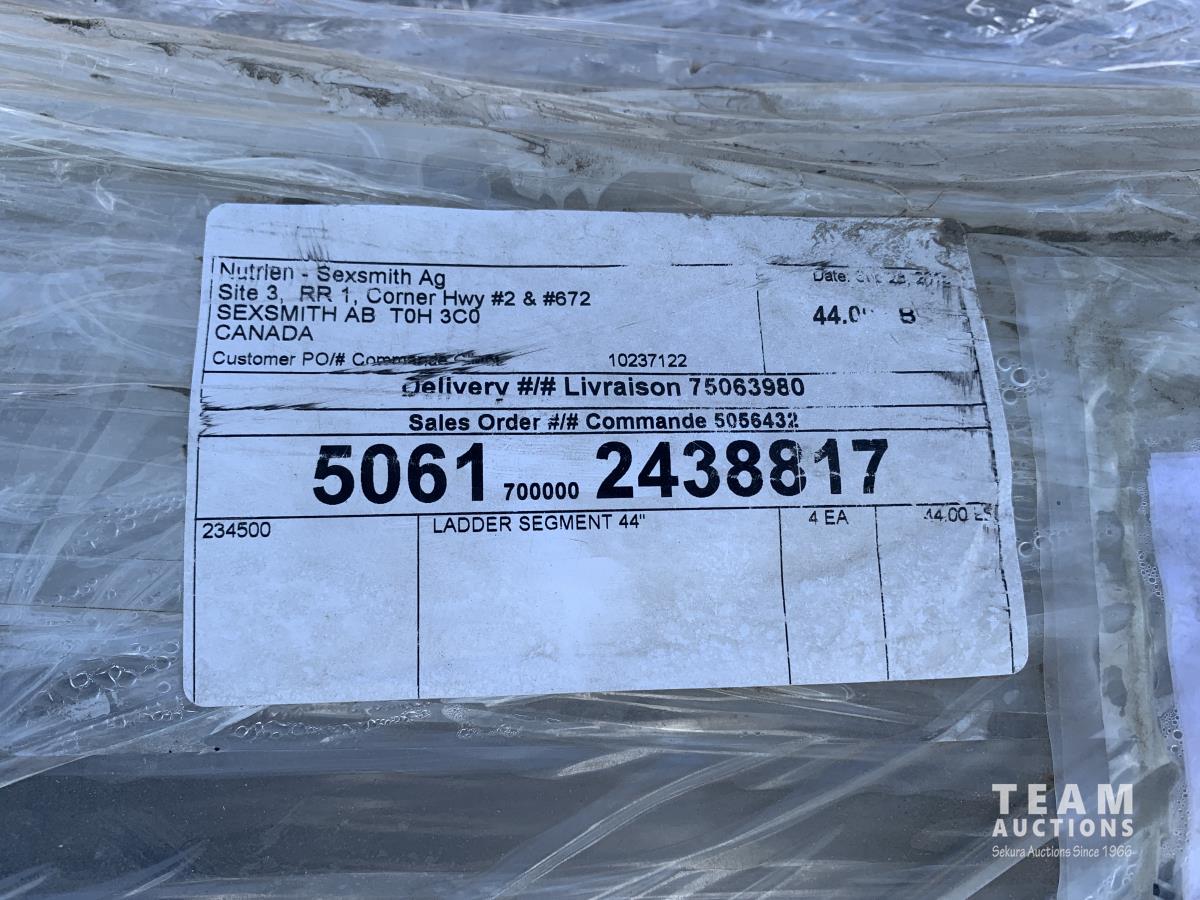 Nutrien - Sexsmith Ag
Site 3, RR 1, Corner Hwy #2 & #672
SEXSMITH AB T0H 3C0
CANADA
Date:
Customer PO/# Commande 10237122
Delivery #/# Livraison 75063980
Sales Order #/# Commande 5056432
5061 700000 2438817
234500 LADDER SEGMENT 44" 4 EA 44.00
TEAM
AUCTIONS
Sekura Auctions Since 1966